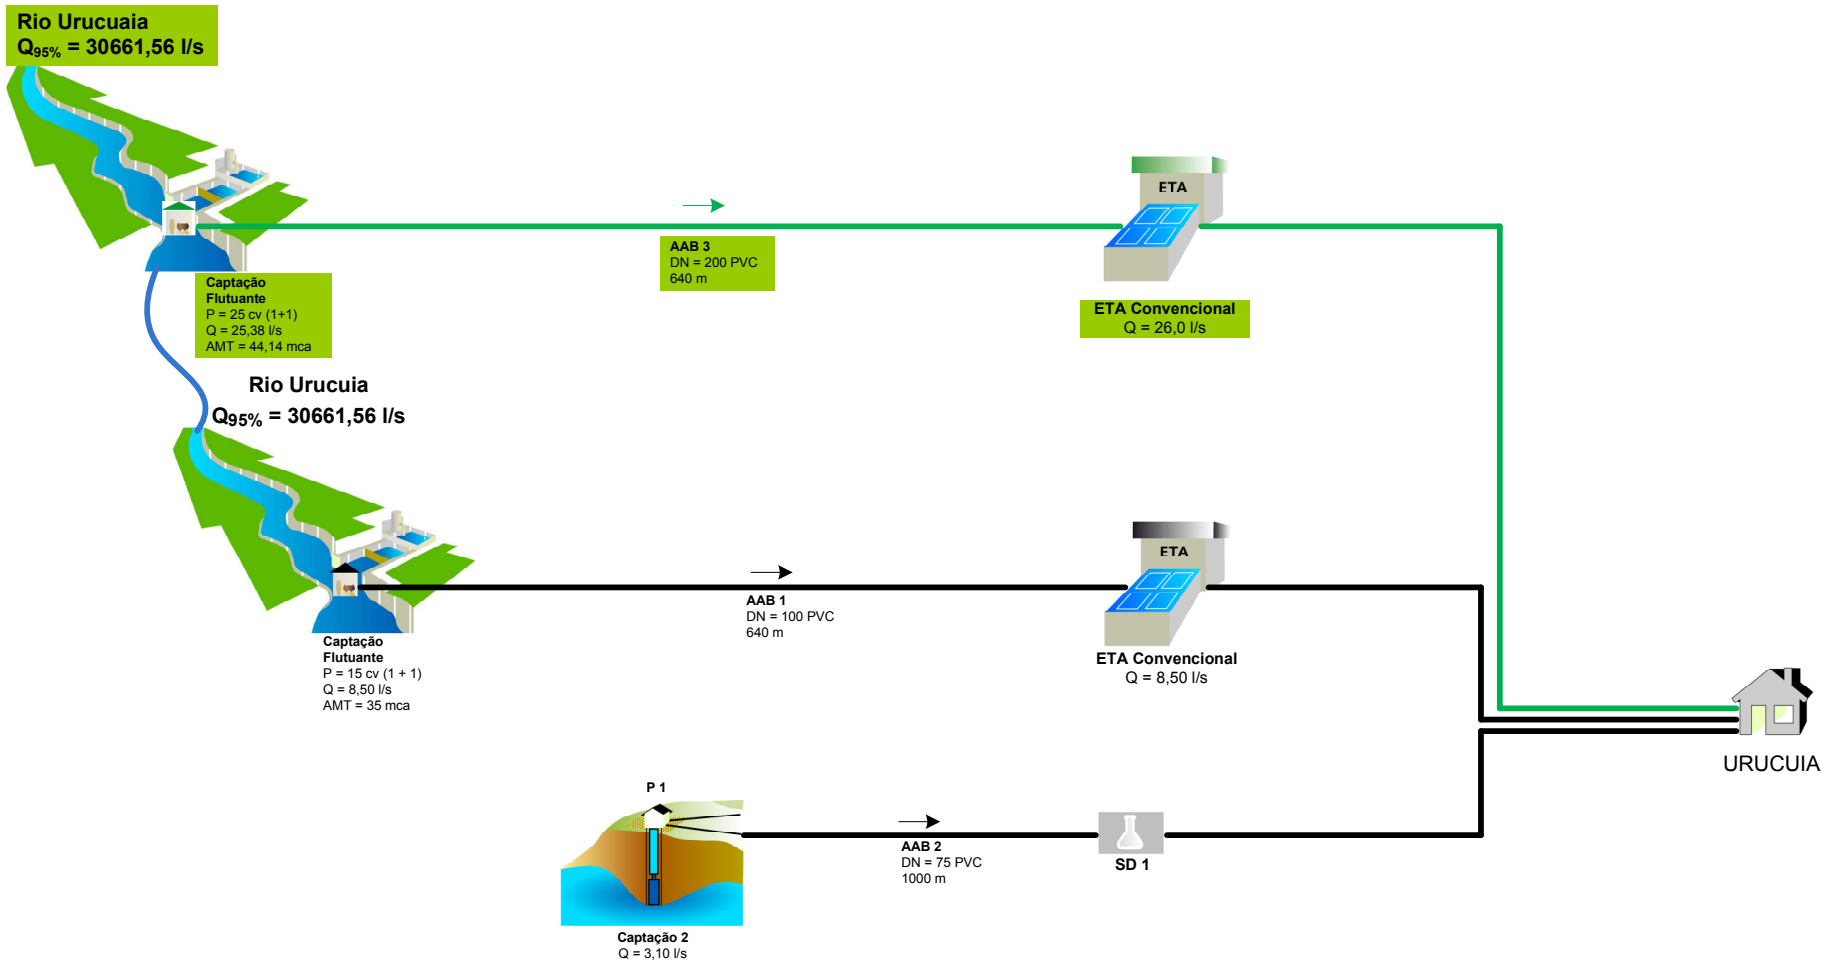 Rio Urucuaia
Q95% = 30661,56 l/s
ETA
AAB 3
DN = 200 PVC
640 m
Captação
Flutuante
P = 25 cv (1+1)
Q = 25,38 l/s
AMT = 44,14 mca
ETA Convencional
Q = 26,0 l/s
Rio Urucuia
Q95% = 30661,56 l/s
ETA
AAB 1
DN = 100 PVC
640 m
Captação
Flutuante
P = 15 cv (1 + 1)
Q = 8,50 l/s
AMT = 35 mca
ETA Convencional
Q = 8,50 l/s
URUCUIA
P 1
AAB 2
DN = 75 PVC
1000 m
SD 1
Captação 2
Q = 3,10 l/s